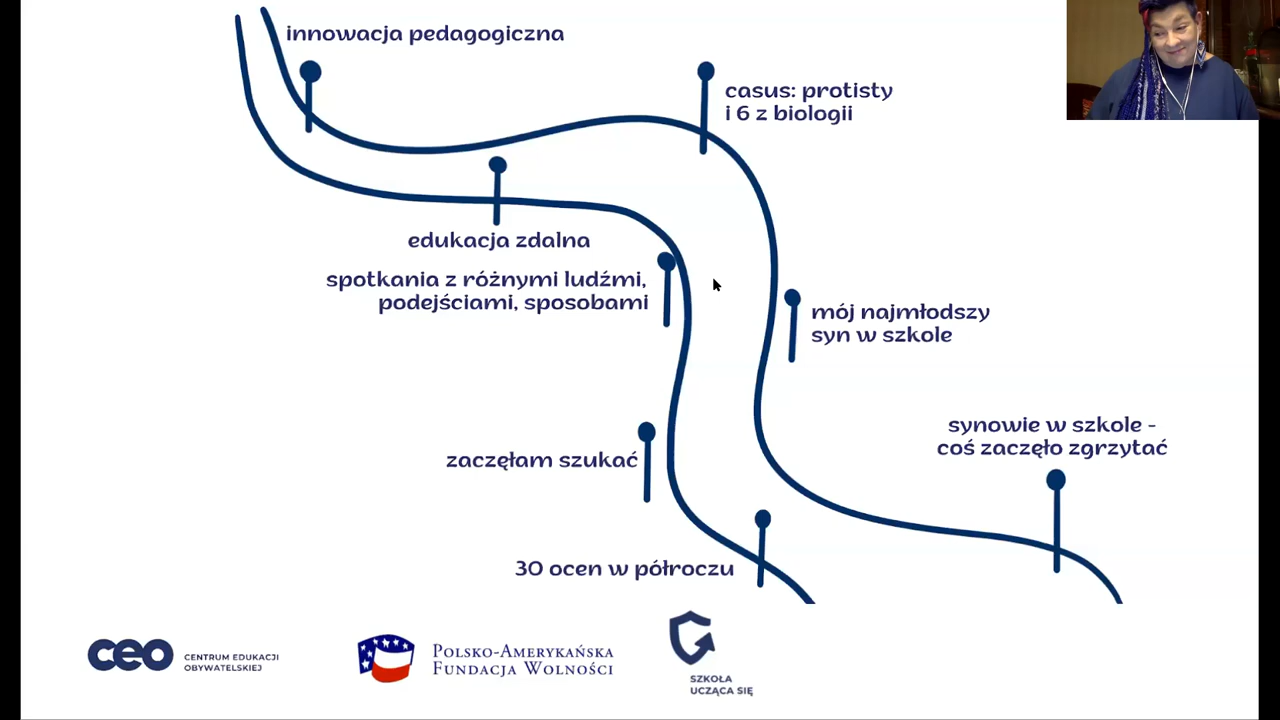 innowacja pedagogiczna
casus: protisty
i 6 z biologii
edukacja zdalna
spotkania z różnymi ludźmi,
podejściami, sposobami
mój najmłodszy
syn w szkole
synowie w szkole -
coś zaczęło zgrzytać
zaczęłam szukać
30 ocen w półroczu
ceo
CENTRUM EDUKACJI
OBYWATELSKIEJ
POLSKO-AMERYKAŃSKA
FUNDACJA WOLNOŚCI
SZKOŁA
UCZĄCA SIĘ